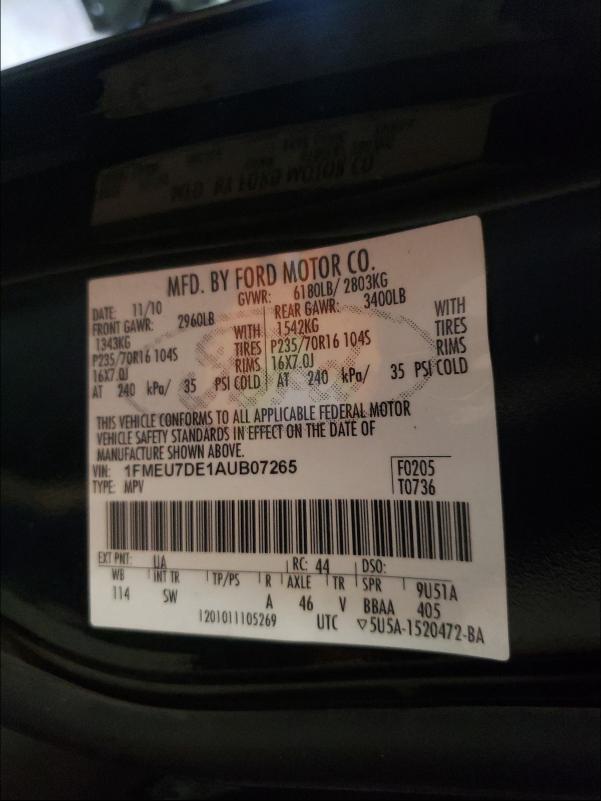 MFD. BY FORD MOTOR CO.
DATE: 11/10 GVWR: 6180LB/ 2803KG
FRONT GAWR: 2960LB REAR GAWR: 3400LB
1343KG WITH 1542KG WITH
P235/70R16 104S TIRES P235/70R16 104S TIRES
16X7.0J RIMS 16X7.0J RIMS
AT 240 kPa/ 35 PSI COLD AT 240 kPa/ 35 PSI COLD
THIS VEHICLE CONFORMS TO ALL APPLICABLE FEDERAL MOTOR
VEHICLE SAFETY STANDARDS IN EFFECT ON THE DATE OF
MANUFACTURE SHOWN ABOVE.
VIN: 1FMEU7DE1AUB07265 F0205
TYPE: MPV T0736
EXT PNT: UA RC: 44 DSO:
WB INT TR TP/PS R AXLE TR SPR 9U51A
114 SW A 46 V BBAA 405
1201011105269 UTC ▽5U5A-1520472-BA